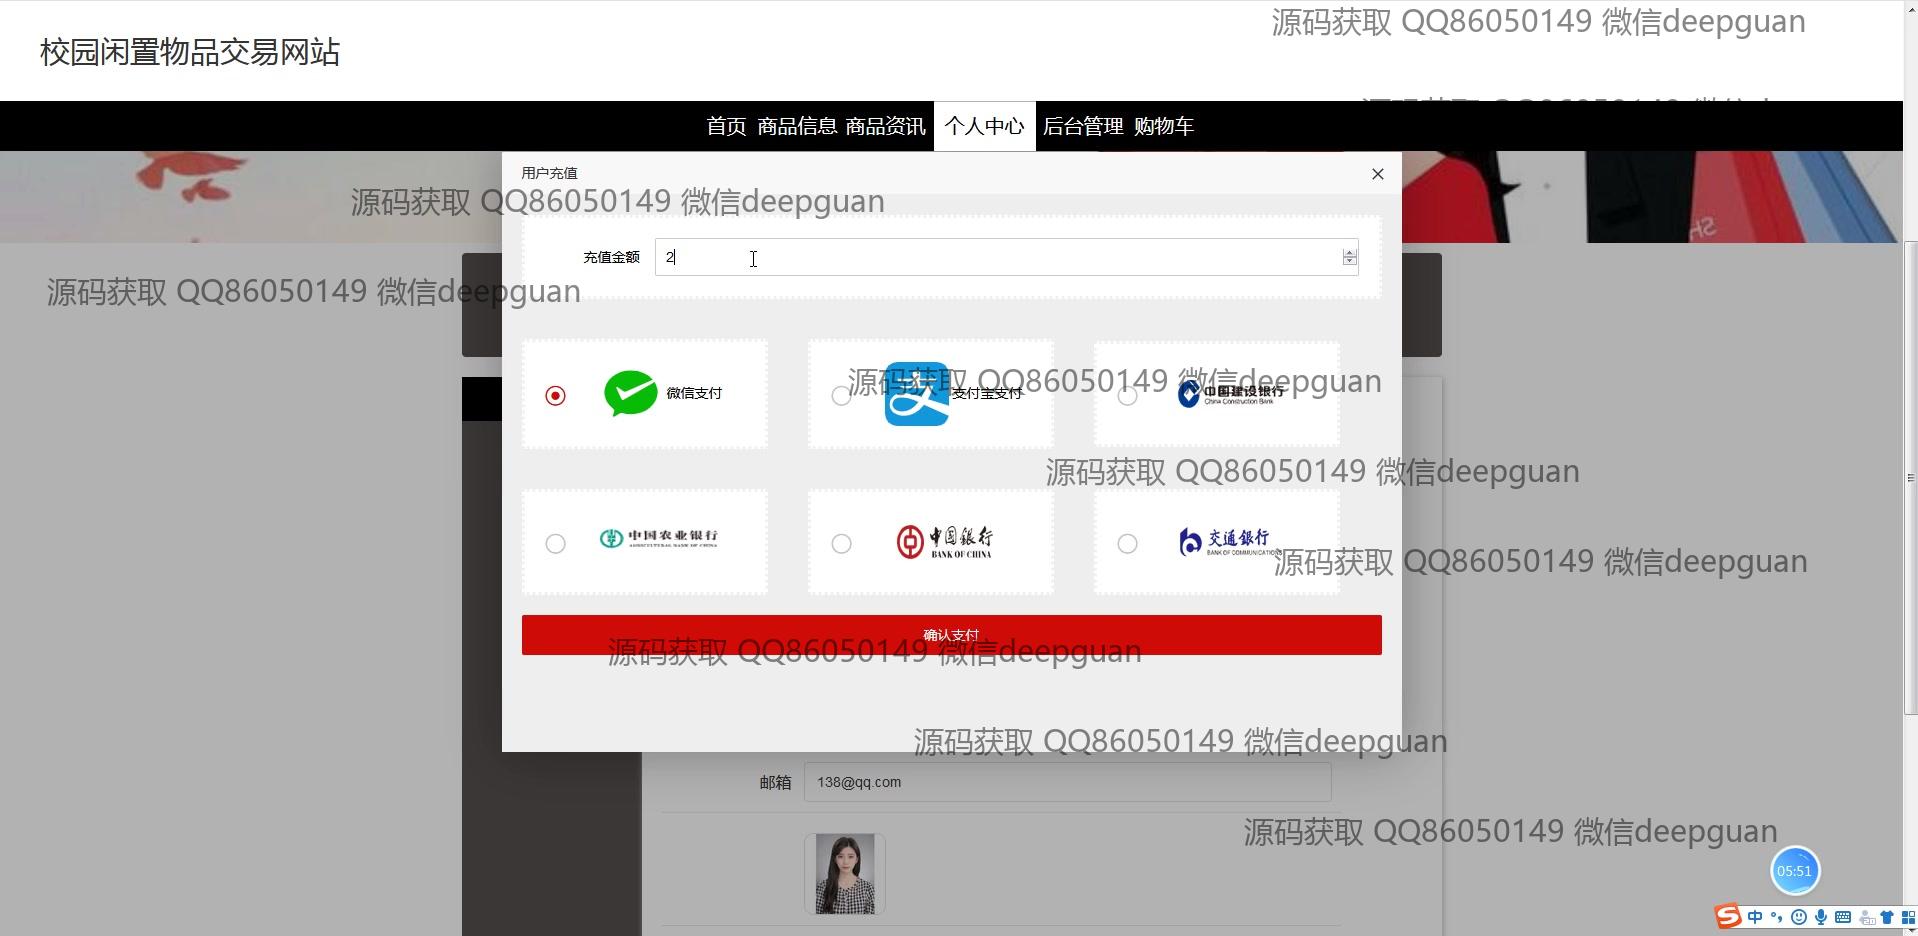 源码获取 QQ86050149 微信deepguan
校园闲置物品交易网站
首页 商品信息 商品资讯 个人中心 后台管理 购物车
用户充值
源码获取 QQ86050149 微信deepguan
充值金额 2
源码获取 QQ86050149 微信deepguan
源码获取 QQ86050149 微信deepguan
微信支付
支付宝支付
中国建设银行
China Construction Bank
源码获取 QQ86050149 微信deepguan
中国农业银行
AGRICULTURAL BANK OF CHINA
中国银行
BANK OF CHINA
交通银行
BANK OF COMMUNICATIONS
源码获取 QQ86050149 微信deepguan
确认支付
源码获取 QQ86050149 微信deepguan
源码获取 QQ86050149 微信deepguan
邮箱 138@qq.com
源码获取 QQ86050149 微信deepguan
05:51
中